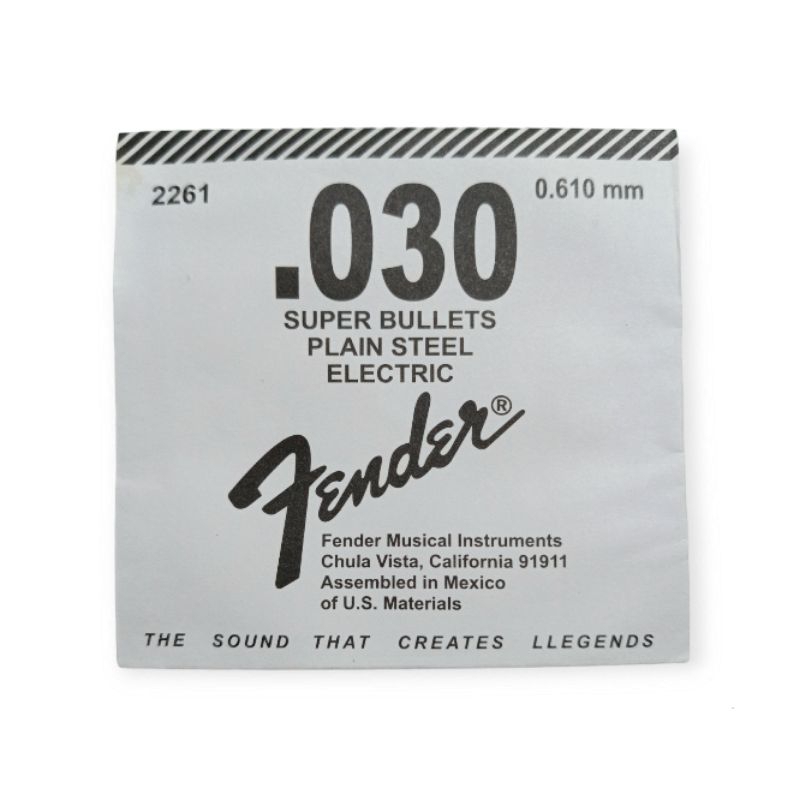 2261
.030
0.610 mm
SUPER BULLETS
PLAIN STEEL
ELECTRIC
Fender®
Fender Musical Instruments
Chula Vista, California 91911
Assembled in Mexico
of U.S. Materials
THE SOUND THAT CREATES LLEGENDS